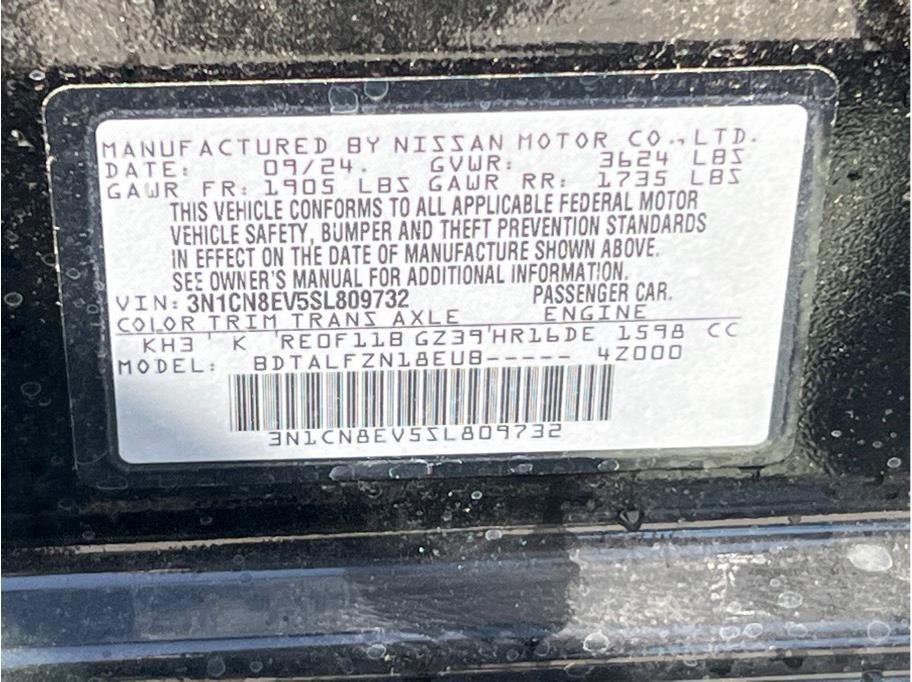 MANUFACTURED BY NISSAN MOTOR CO., LTD.
DATE: 09/24. GVWR: 3624 LBS
GAWR FR: 1905 LBS GAWR RR: 1735 LBS
THIS VEHICLE CONFORMS TO ALL APPLICABLE FEDERAL MOTOR
VEHICLE SAFETY, BUMPER AND THEFT PREVENTION STANDARDS
IN EFFECT ON THE DATE OF MANUFACTURE SHOWN ABOVE.
SEE OWNER'S MANUAL FOR ADDITIONAL INFORMATION.
VIN: 3N1CN8EV5SL809732 PASSENGER CAR.
COLOR TRIM TRANS AXLE ENGINE
KH3 K RE0F11B GZ39 HR16DE 1598 CC
MODEL: BDTALFZN18EUB----- 4Z000
3N1CN8EV5SL809732